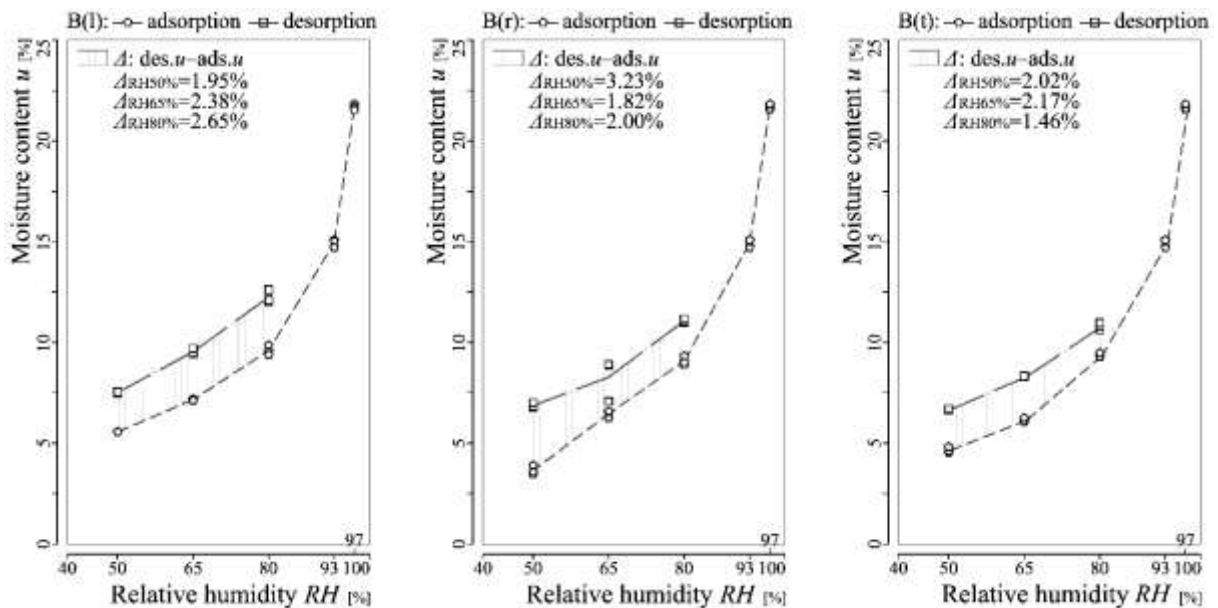 B(l): adsorption desorption
Δ: des.u–ads.u
ΔRH50%=1.95%
ΔRH65%=2.38%
ΔRH80%=2.65%
Moisture content u [%]
25
20
15
10
5
0
97
40 50 65 80 93 100
Relative humidity RH [%]
B(r): adsorption desorption
Δ: des.u–ads.u
ΔRH50%=3.23%
ΔRH65%=1.82%
ΔRH80%=2.00%
Moisture content u [%]
25
20
15
10
5
0
97
40 50 65 80 93 100
Relative humidity RH [%]
B(t): adsorption desorption
Δ: des.u–ads.u
ΔRH50%=2.02%
ΔRH65%=2.17%
ΔRH80%=1.46%
Moisture content u [%]
25
20
15
10
5
0
97
40 50 65 80 93 100
Relative humidity RH [%]